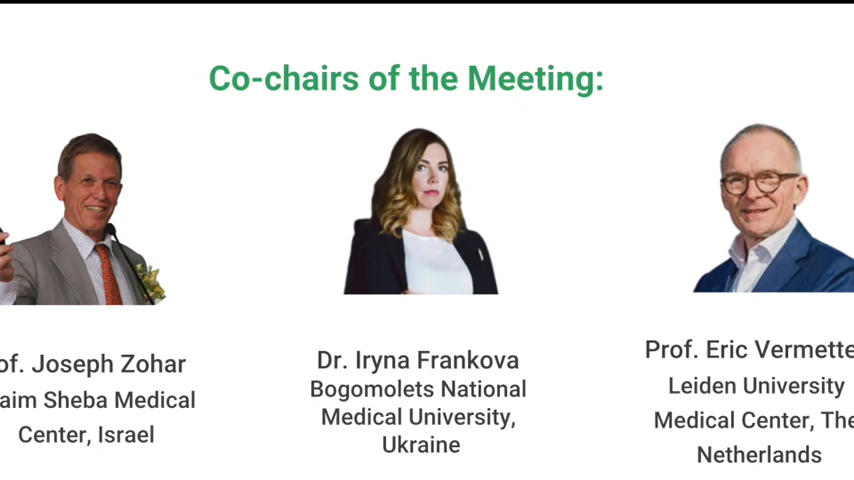 Co-chairs of the Meeting:
of. Joseph Zohar
aim Sheba Medical
Center, Israel
Dr. Iryna Frankova
Bogomolets National
Medical University,
Ukraine
Prof. Eric Vermette
Leiden University
Medical Center, The
Netherlands